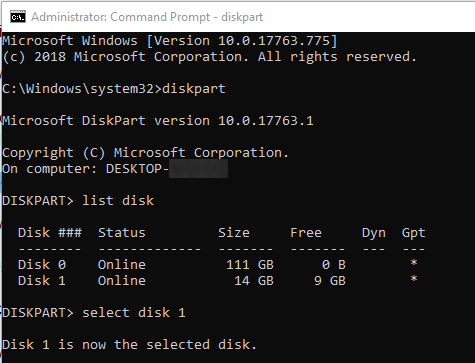 Administrator: Command Prompt - diskpart
Microsoft Windows [Version 10.0.17763.775]
(c) 2018 Microsoft Corporation. All rights reserved.
C:\Windows\system32>diskpart
Microsoft DiskPart version 10.0.17763.1
Copyright (C) Microsoft Corporation.
On computer: DESKTOP-
DISKPART> list disk
Disk ### Status Size Free Dyn Gpt
-------- ------------- ------- ------- --- ---
Disk 0 Online 111 GB 0 B *
Disk 1 Online 14 GB 9 GB *
DISKPART> select disk 1
Disk 1 is now the selected disk.